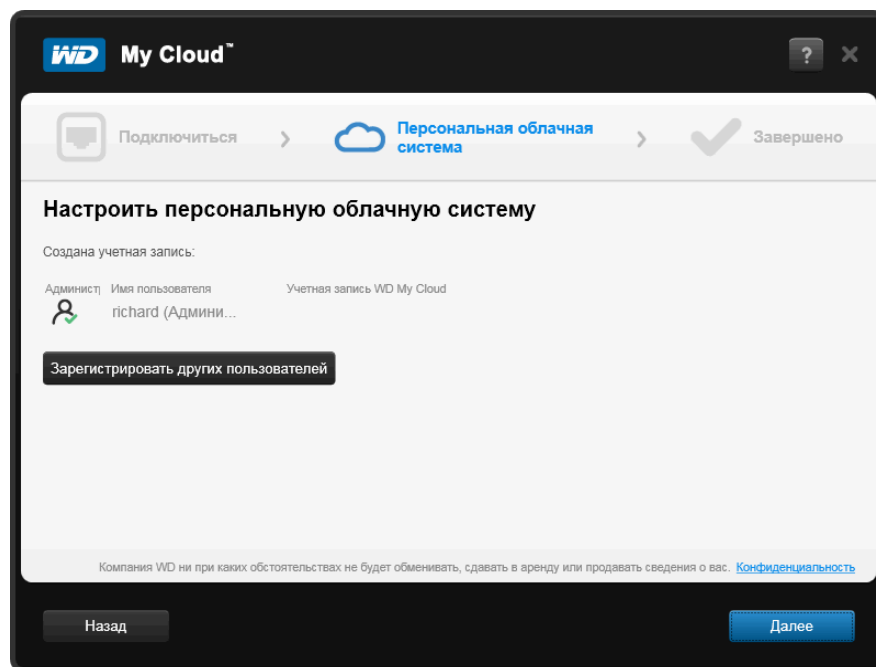 WD My Cloud™ ?
Подключиться
Персональная облачная
система
Завершено
Настроить персональную облачную систему
Создана учетная запись:
Админист Имя пользователя Учетная запись WD My Cloud
richard (Админи...
Зарегистрировать других пользователей
Компания WD ни при каких обстоятельствах не будет обменивать, сдавать в аренду или продавать сведения о вас. Конфиденциальность
Назад Далее